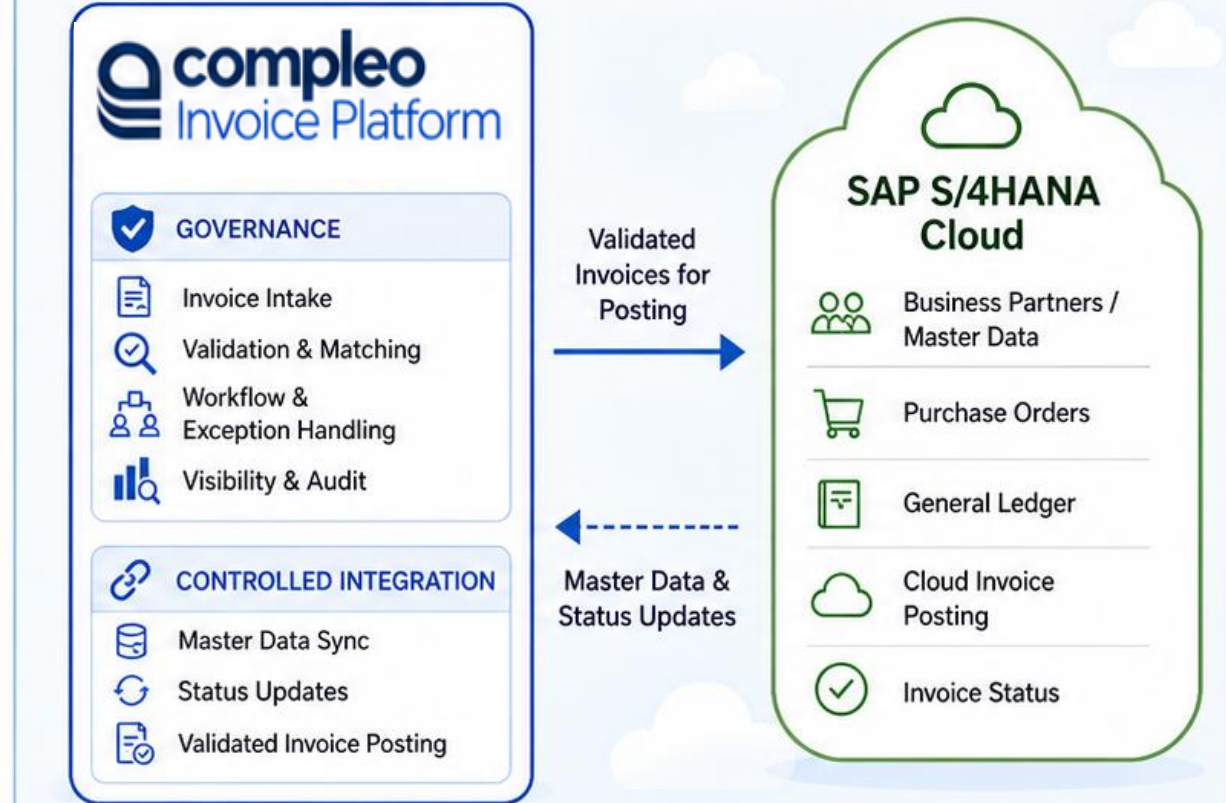 compleo
Invoice Platform
GOVERNANCE
Invoice Intake
Validation & Matching
Workflow &
Exception Handling
Visibility & Audit
CONTROLLED INTEGRATION
Master Data Sync
Status Updates
Validated Invoice Posting
Validated
Invoices for
Posting
Master Data &
Status Updates
SAP S/4HANA
Cloud
Business Partners /
Master Data
Purchase Orders
General Ledger
Cloud Invoice
Posting
Invoice Status